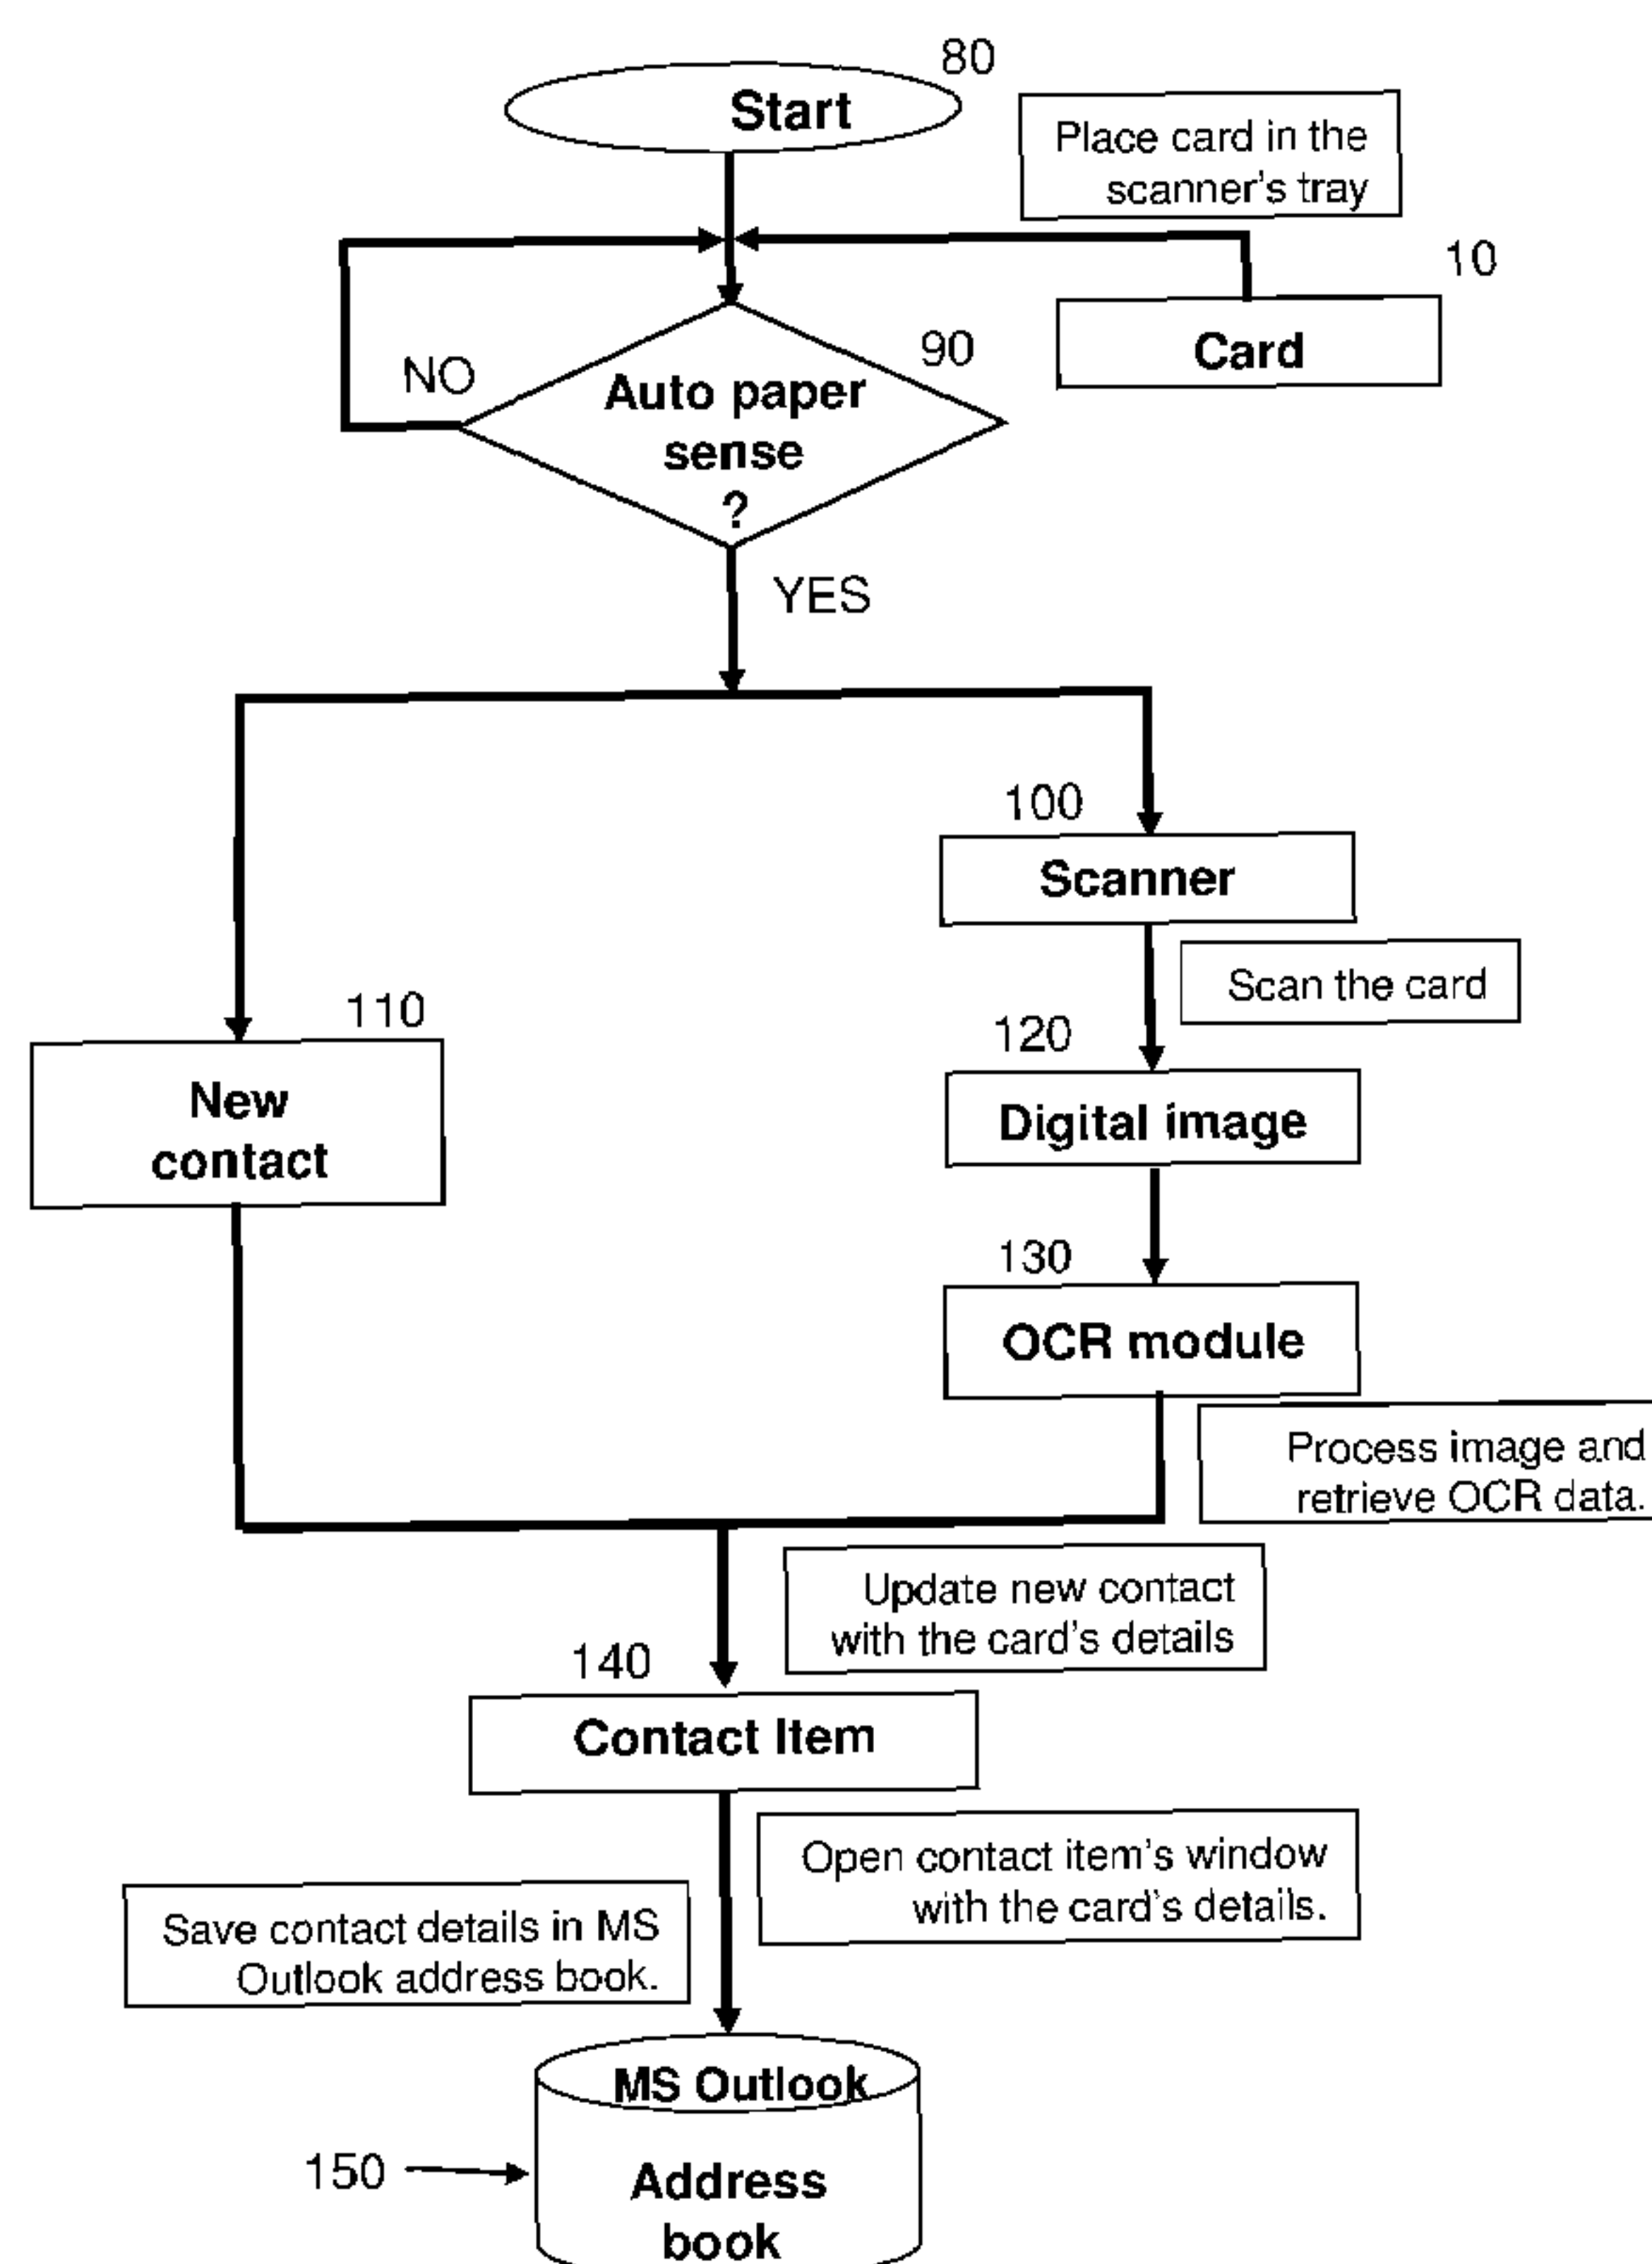 80
Start
Place card in the
scanner's tray
10
Card
90
NO
Auto paper
sense
?
YES
100
Scanner
Scan the card
110
New
contact
120
Digital image
130
OCR module
Process image and
retrieve OCR data.
Update new contact
with the card's details
140
Contact Item
Open contact item's window
with the card's details.
Save contact details in MS
Outlook address book.
MS Outlook
150
Address
book